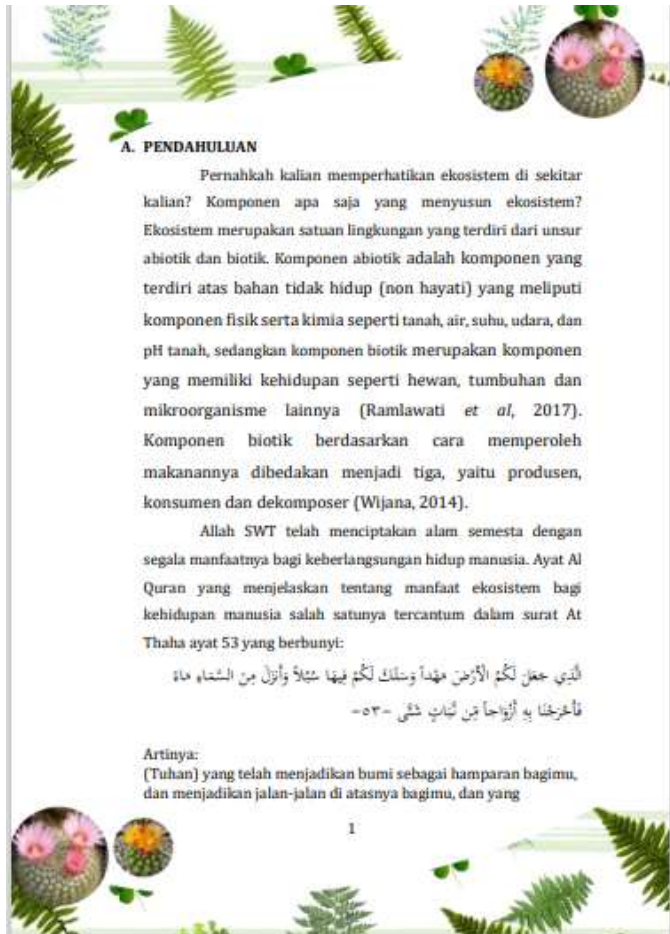 A. PENDAHULUAN
Pernahkah kalian memperhatikan ekosistem di sekitar
kalian? Komponen apa saja yang menyusun ekosistem?
Ekosistem merupakan satuan lingkungan yang terdiri dari unsur
abiotik dan biotik. Komponen abiotik adalah komponen yang
terdiri atas bahan tidak hidup (non hayati) yang meliputi
komponen fisik serta kimia seperti tanah, air, suhu, udara, dan
pH tanah, sedangkan komponen biotik merupakan komponen
yang memiliki kehidupan seperti hewan, tumbuhan dan
mikroorganisme lainnya (Ramlawati et al, 2017).
Komponen biotik berdasarkan cara memperoleh
makanannya dibedakan menjadi tiga, yaitu produsen,
konsumen dan dekomposer (Wijana, 2014).
Allah SWT telah menciptakan alam semesta dengan
segala manfaatnya bagi keberlangsungan hidup manusia. Ayat Al
Quran yang menjelaskan tentang manfaat ekosistem bagi
kehidupan manusia salah satunya tercantum dalam surat At
Thaha ayat 53 yang berbunyi:
الَّذِي جَعَلَ لَكُمُ الْأَرْضَ مَهْداً وَسَلَكَ لَكُمْ فِيهَا سُبُلاً وَأَنزَلَ مِنَ السَّمَاءِ مَاءً
فَأَخْرَجْنَا بِهِ أَزْوَاجاً مِّن نَّبَاتٍ شَتَّى -٥٣-
Artinya:
(Tuhan) yang telah menjadikan bumi sebagai hamparan bagimu,
dan menjadikan jalan-jalan di atasnya bagimu, dan yang
1